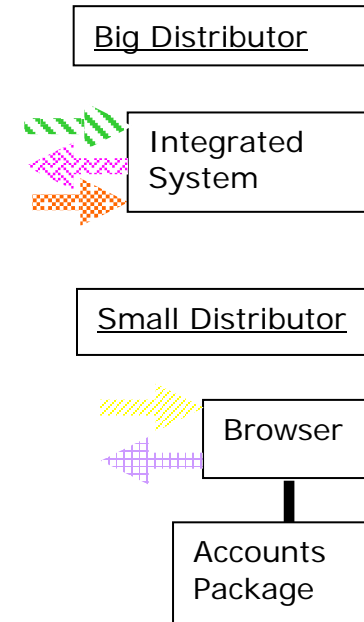 Big Distributor
Integrated
System
Small Distributor
Browser
Accounts
Package